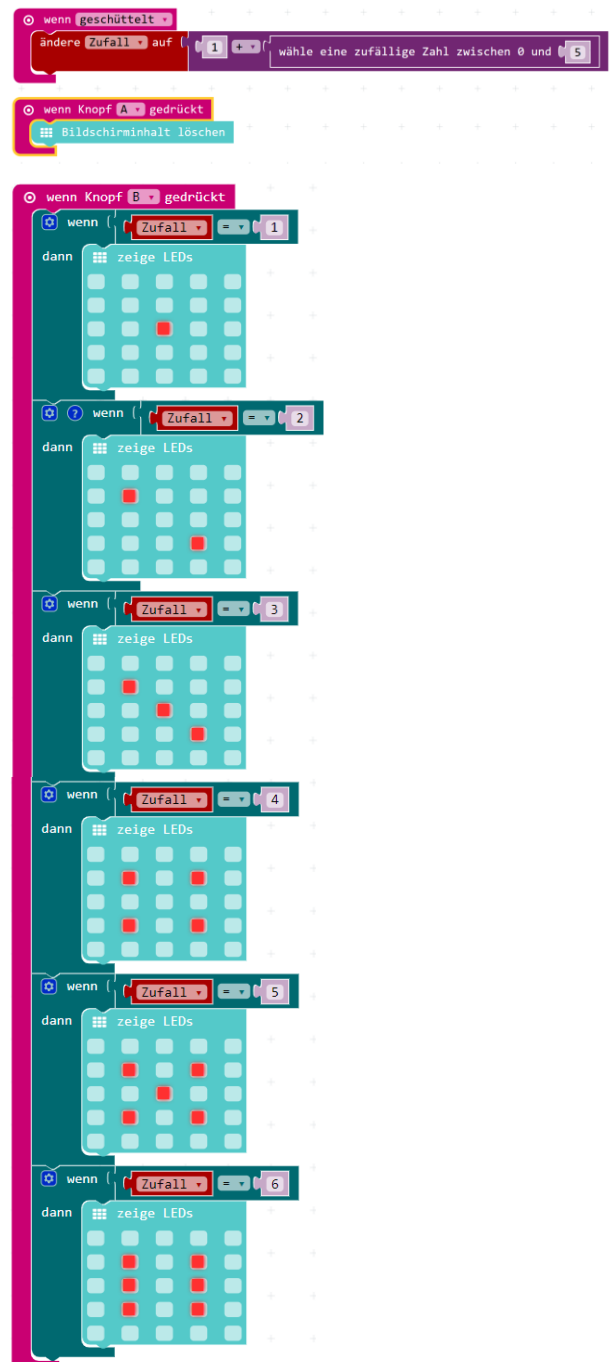 wenn geschüttelt
ändere Zufall auf 1 + wähle eine zufällige Zahl zwischen 0 und 5
wenn Knopf A gedrückt
Bildschirminhalt löschen
wenn Knopf B gedrückt
wenn Zufall = 1
dann zeige LEDs
? wenn Zufall = 2
dann zeige LEDs
wenn Zufall = 3
dann zeige LEDs
wenn Zufall = 4
dann zeige LEDs
wenn Zufall = 5
dann zeige LEDs
wenn Zufall = 6
dann zeige LEDs